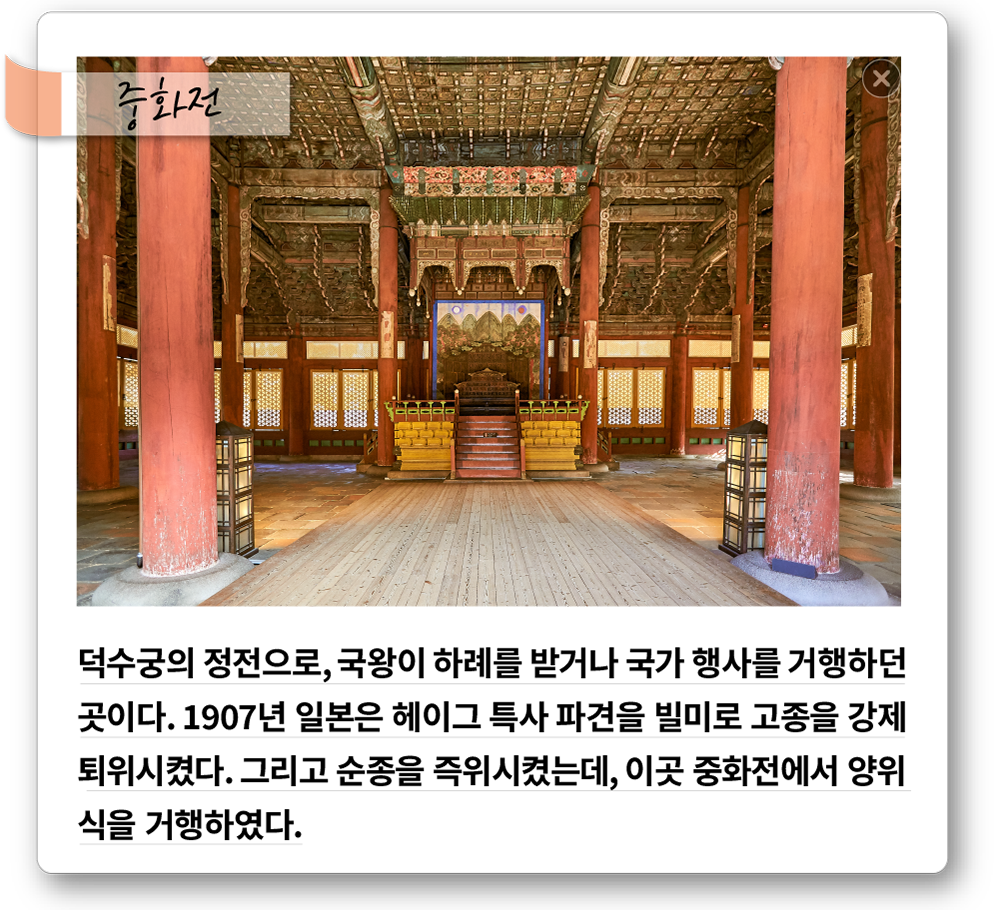 중화전
덕수궁의 정전으로, 국왕이 하례를 받거나 국가 행사를 거행하던
곳이다. 1907년 일본은 헤이그 특사 파견을 빌미로 고종을 강제
퇴위시켰다. 그리고 순종을 즉위시켰는데, 이곳 중화전에서 양위
식을 거행하였다.